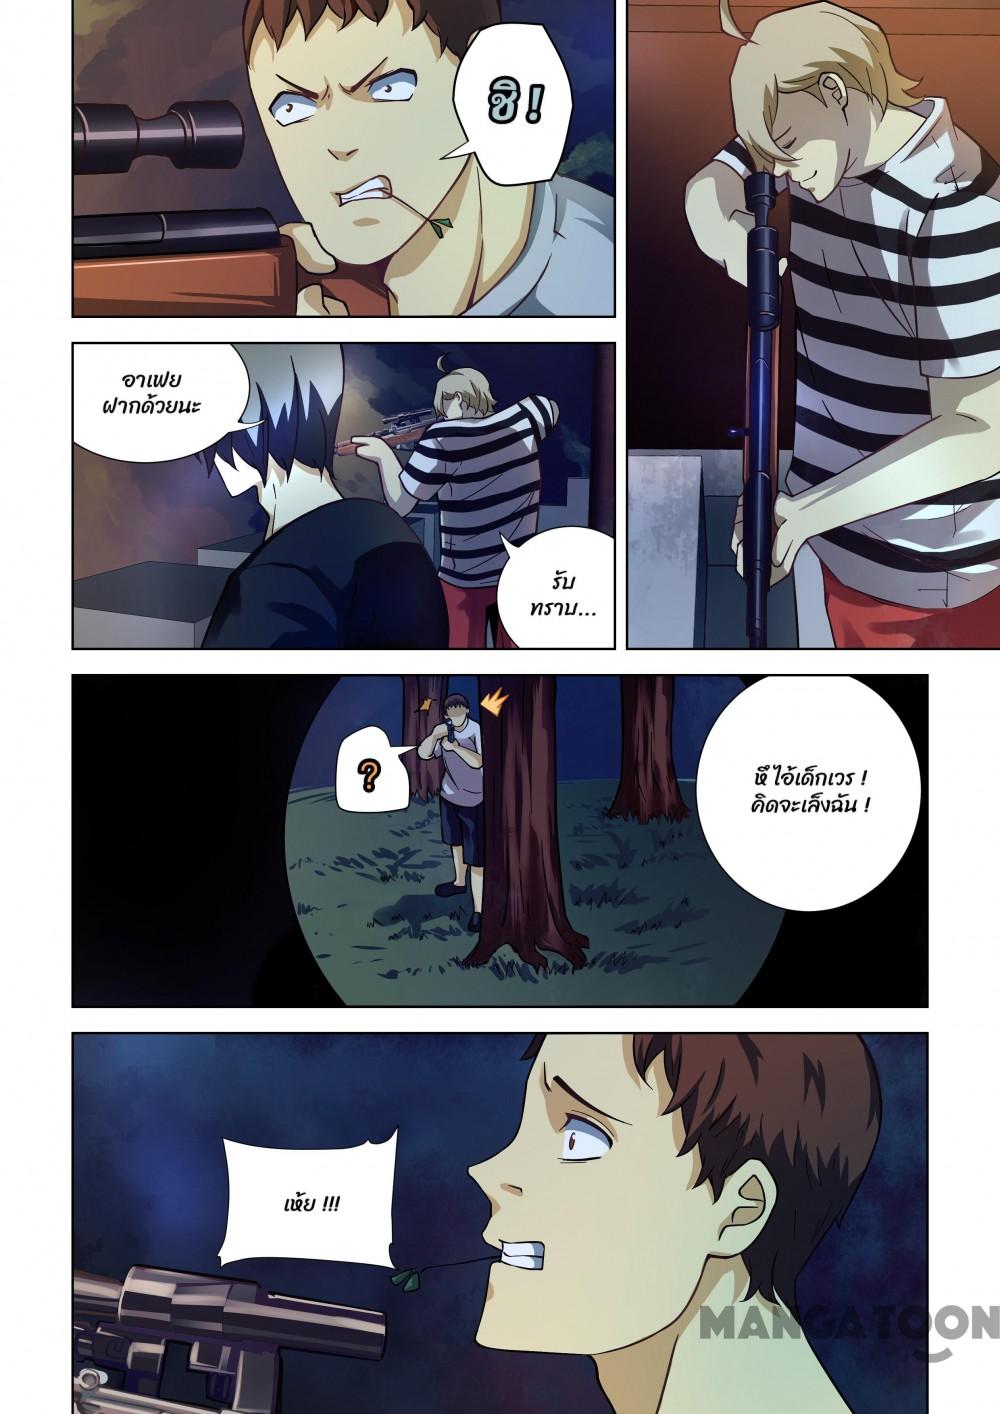 ชิ !
อาเฟย
ฝากด้วยนะ
รับ
ทราบ...
?
หึ ไอ้เด็กเวร !
คิดจะเล็งฉัน !
เห้ย !!!
MANGATOON